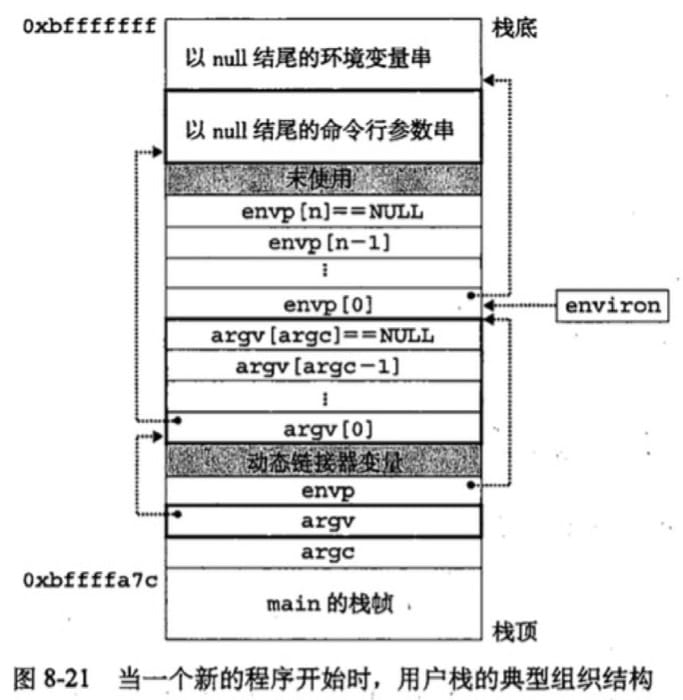 0xbfffffff
栈底
以 null 结尾的环境变量串
以 null 结尾的命令行参数串
未使用
envp[n]==NULL
envp[n-1]
⋮
envp[0]
environ
argv[argc]==NULL
argv[argc-1]
⋮
argv[0]
动态链接器变量
envp
argv
argc
0xbffffa7c
main 的栈帧
栈顶
图 8-21 当一个新的程序开始时，用户栈的典型组织结构